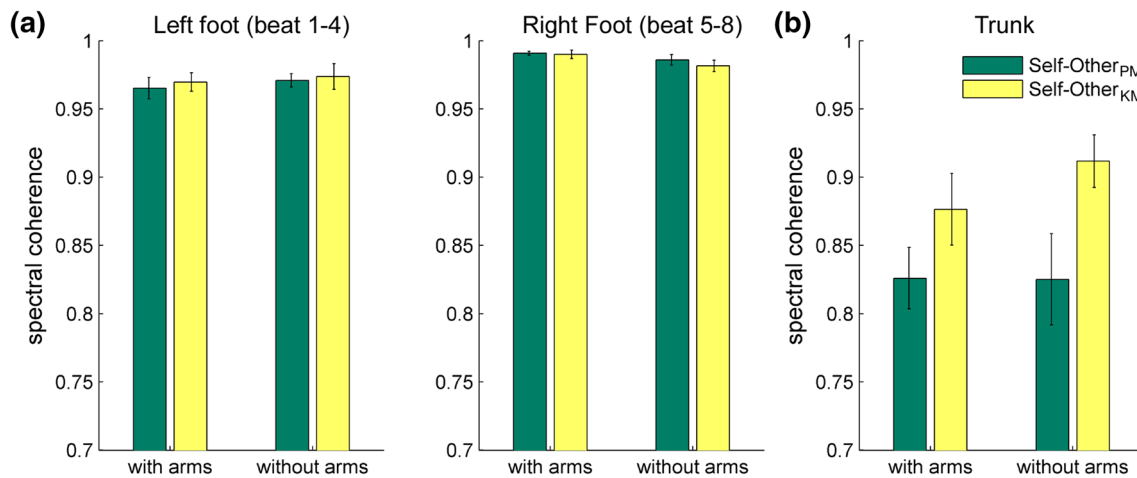 (a)
Left foot (beat 1-4)
spectral coherence
1
0.95
0.9
0.85
0.8
0.75
0.7
with arms
without arms
Right Foot (beat 5-8)
1
0.95
0.9
0.85
0.8
0.75
0.7
with arms
without arms
(b)
Trunk
Self-Other PM
Self-Other KM
spectral coherence
1
0.95
0.9
0.85
0.8
0.75
0.7
with arms
without arms